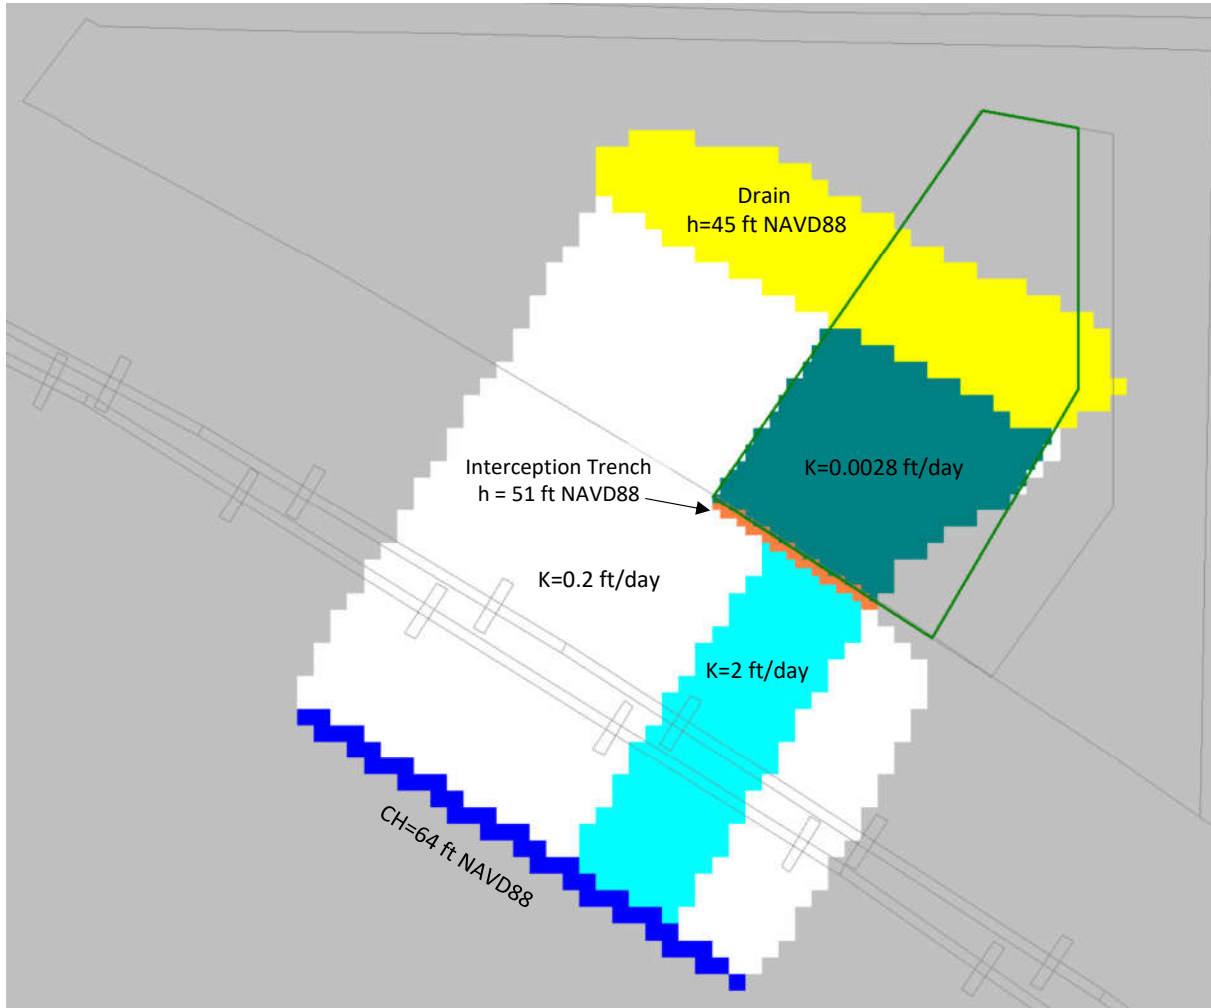 Drain
h=45 ft NAVD88
Interception Trench
h = 51 ft NAVD88
K=0.0028 ft/day
K=0.2 ft/day
K=2 ft/day
CH=64 ft NAVD88